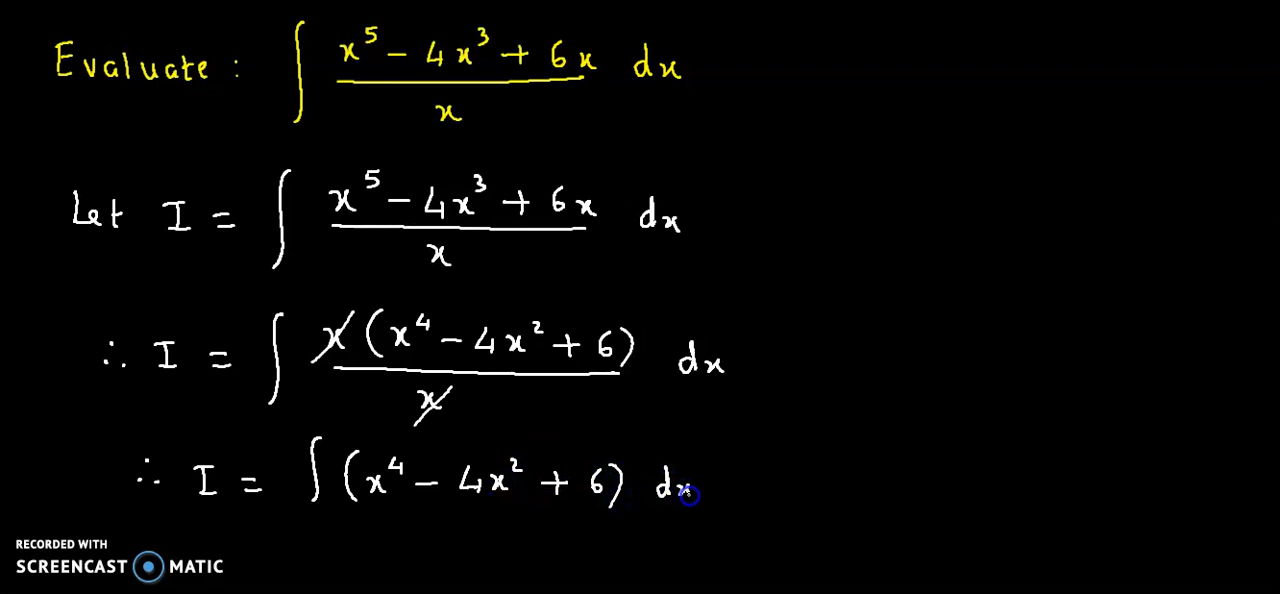 Evaluate : ∫ (x⁵ - 4x³ + 6x)/x dx
Let I = ∫ (x⁵ - 4x³ + 6x)/x dx
∴ I = ∫ x(x⁴ - 4x² + 6)/x dx
∴ I = ∫ (x⁴ - 4x² + 6) dx
RECORDED WITH
SCREENCAST MATIC